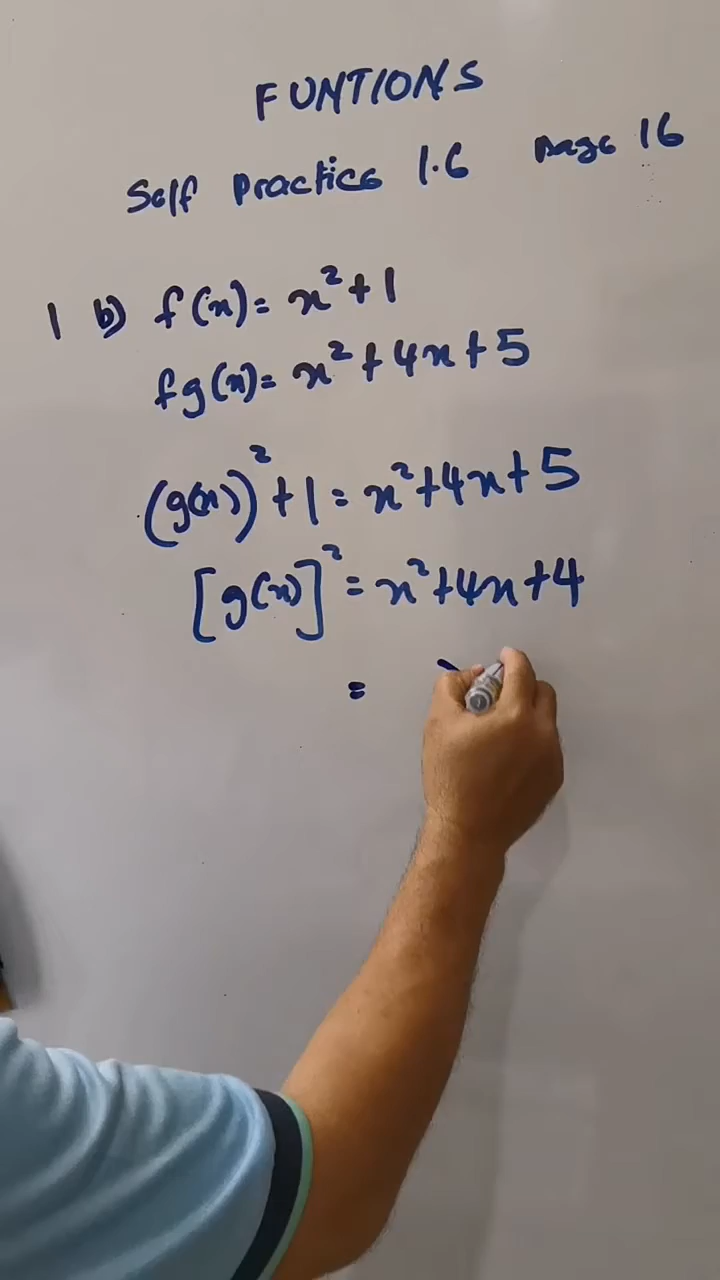 FUNTIONS
Self Practice 1.6 page 16
1 b) f(x) = x²+1
fg(x) = x²+4x+5
(g(x))²+1 = x²+4x+5
[g(x)]² = x²+4x+4
=